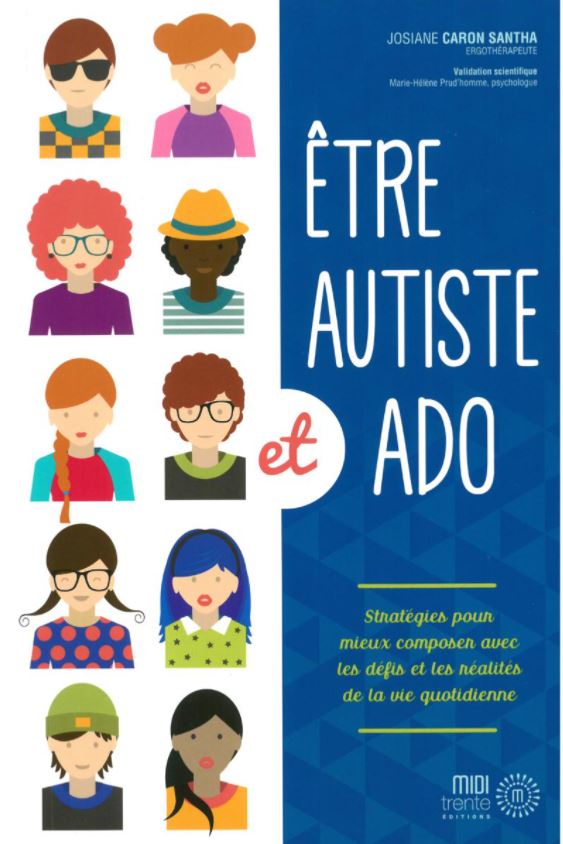 JOSIANE CARON SANTHA
ERGOTHÉRAPEUTE
Validation scientifique
Marie-Hélène Prud'homme, psychologue
ÊTRE
AUTISTE
et ADO
Stratégies pour
mieux composer avec
les défis et les réalités
de la vie quotidienne
MIDI
trente
ÉDITIONS
m